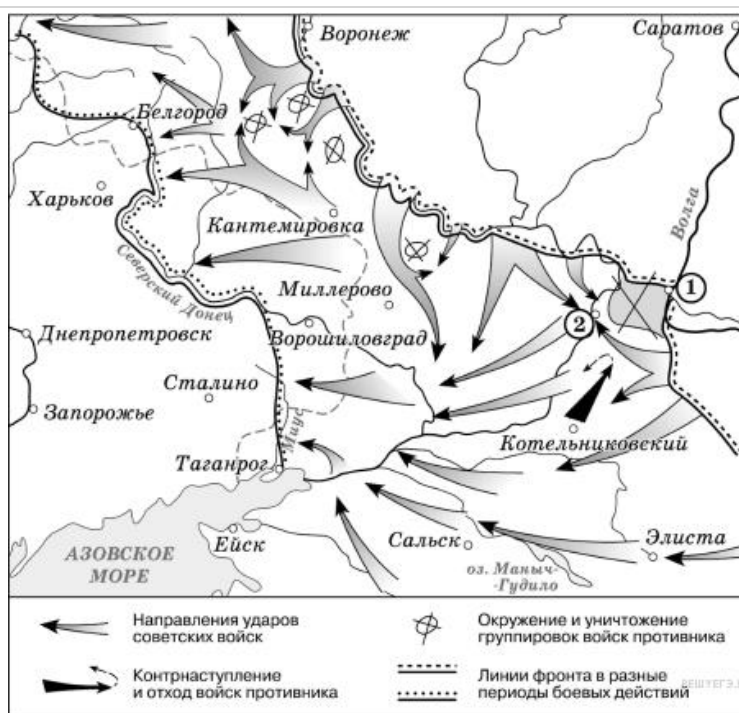 Воронеж
Саратов
Белгород
Харьков
Волга
Кантемировка
Северский Донец
Миллерово
1
2
Днепропетровск
Ворошиловград
Сталино
Запорожье
Миус
Котельниковский
Таганрог
Ейск
Сальск
Элиста
АЗОВСКОЕ
МОРЕ
оз. Маныч-
Гудило
Направления ударов
советских войск
Окружение и уничтожение
группировок войск противника
Контрнаступление
и отход войск противника
Линии фронта в разные
периоды боевых действий